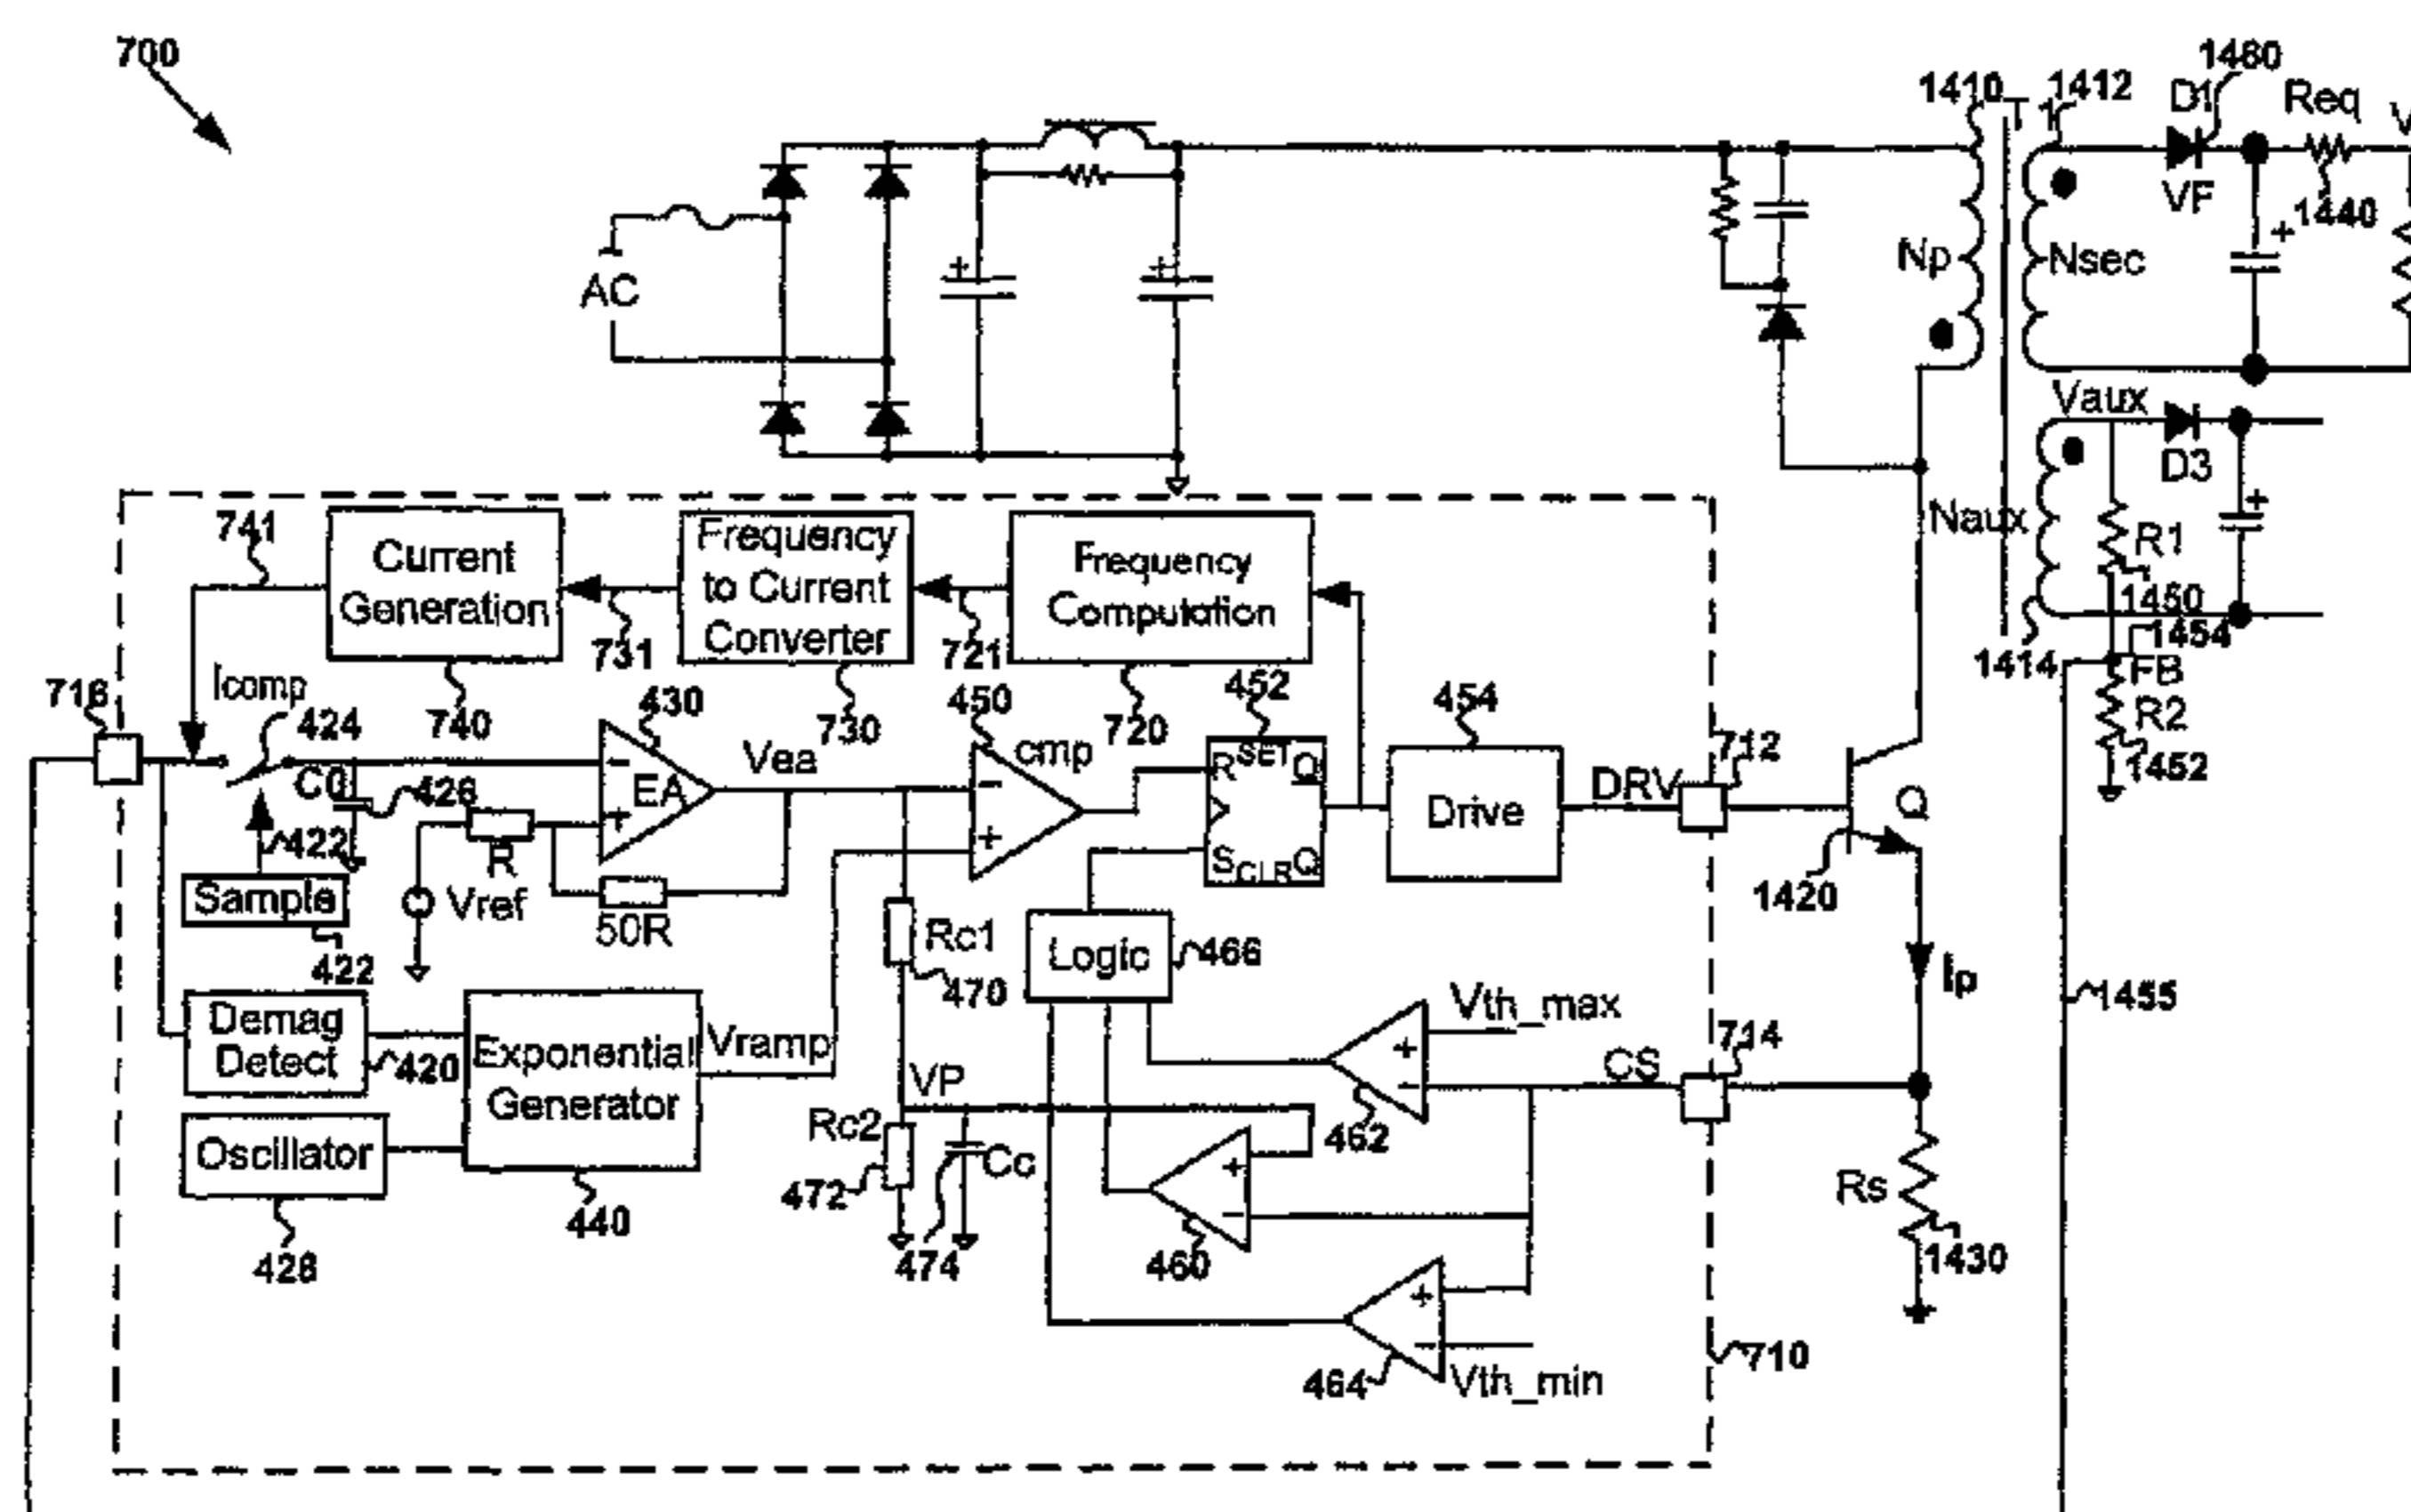 700
1410
T1
1412
D1
1460
Req
V
VF
1440
Np
Nsec
AC
Vaux
D3
Naux
R1
1450
1454
1414
FB
R2
1452
741
Current
Generation
731
Frequency
to Current
Converter
721
Frequency
Computation
716
Icomp
424
740
430
730
450
720
452
454
712
Vea
cmp
C0
426
EA
-
+
R
-
+
R SET Q
S CLR Q
Drive
DRV
Q
422
Sample
422
Vref
50R
Rc1
470
Logic
466
1420
Ip
1455
Demag
Detect
420
Exponential
Generator
Vramp
Vth_max
714
CS
VP
+
-
462
Oscillator
Rc2
Cc
472
474
428
440
+
-
460
Rs
1430
+
-
464
Vth_min
710